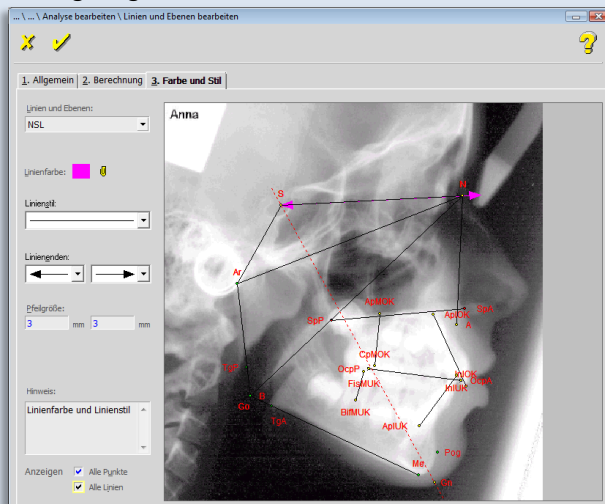 ... \ ... \ Analyse bearbeiten \ Linien und Ebenen bearbeiten
1. Allgemein
2. Berechnung
3. Farbe und Stil
Linien und Ebenen:
NSL
Linienfarbe:
Linienstil:
Linienenden:
Pfeilgröße:
3 mm 3 mm
Hinweis:
Linienfarbe und Linienstil
Anzeigen
Alle Punkte
Alle Linien
Anna
S
N
Ar
ApMOK
SpA
SpP
ApIOK
A
CpMOK
OcpP
InIOK
OcpA
FisMUK
InIUK
BifMUK
B
Go
TgA
ApIUK
Pog
Me
Gn